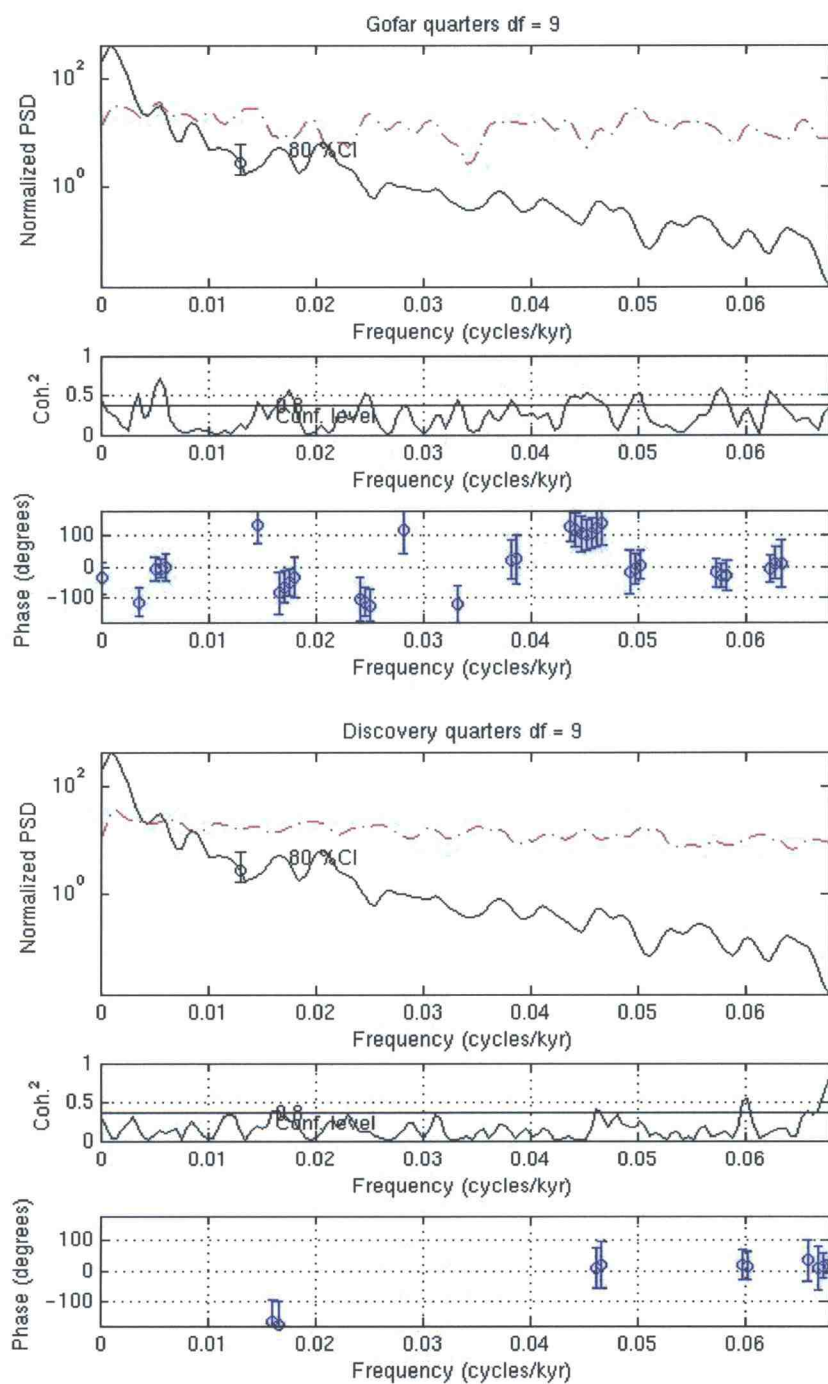 Gofar quarters df = 9
10²
10⁰
Normalized PSD
80 %CI
0 0.01 0.02 0.03 0.04 0.05 0.06
Frequency (cycles/kyr)
1
0.5
0
Coh.²
0.8
Conf. level
0 0.01 0.02 0.03 0.04 0.05 0.06
Frequency (cycles/kyr)
100
0
−100
Phase (degrees)
0 0.01 0.02 0.03 0.04 0.05 0.06
Frequency (cycles/kyr)
Discovery quarters df = 9
10²
10⁰
Normalized PSD
80 %CI
0 0.01 0.02 0.03 0.04 0.05 0.06
Frequency (cycles/kyr)
1
0.5
0
Coh.²
0.8
Conf. level
0 0.01 0.02 0.03 0.04 0.05 0.06
Frequency (cycles/kyr)
100
0
−100
Phase (degrees)
0 0.01 0.02 0.03 0.04 0.05 0.06
Frequency (cycles/kyr)